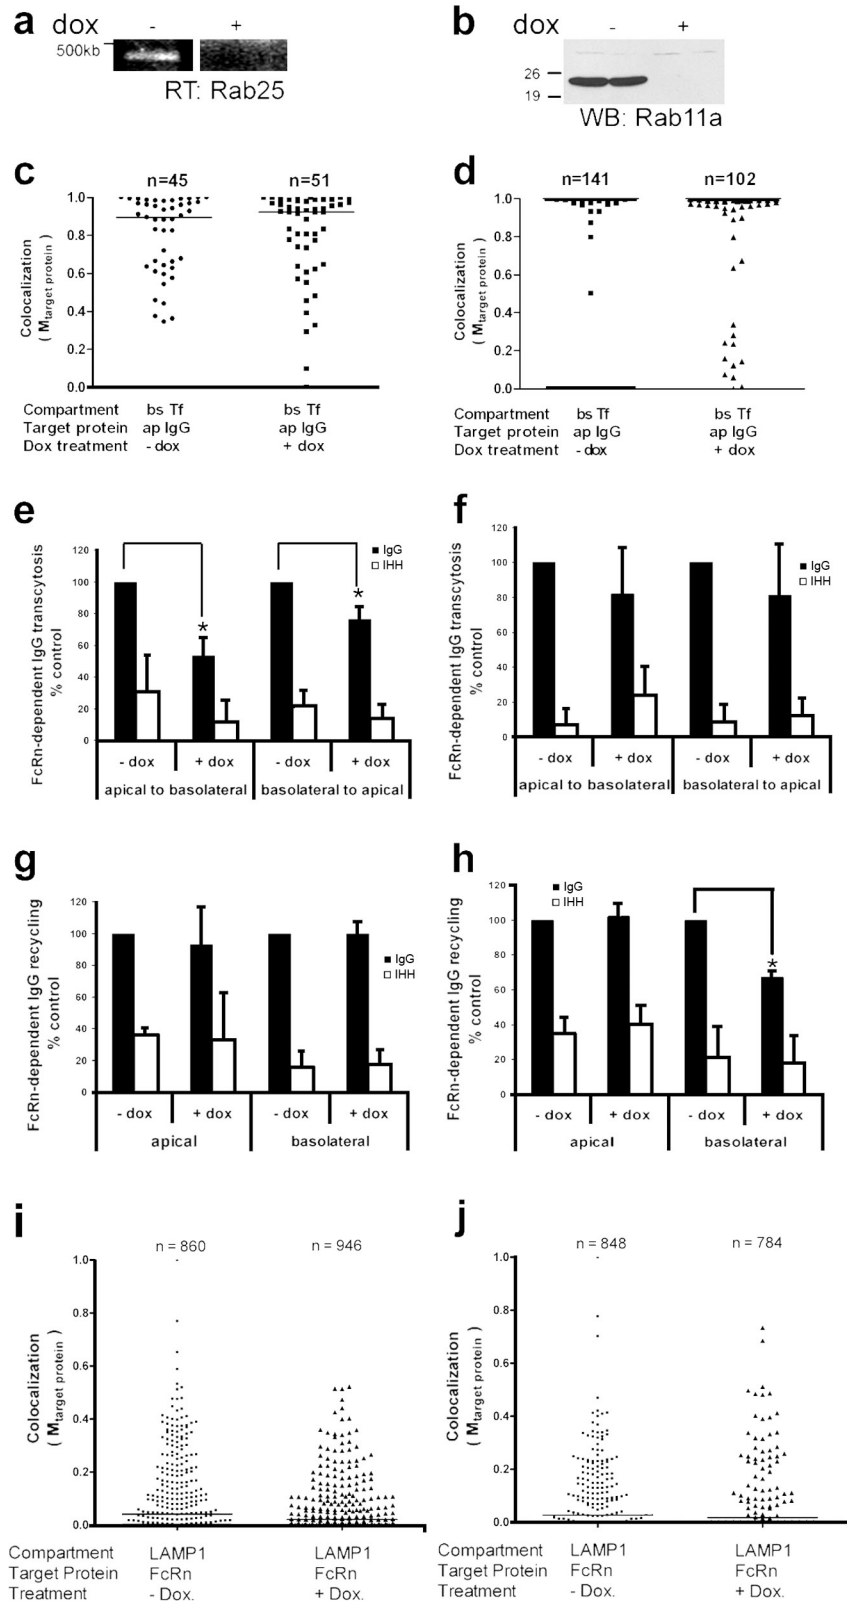 a
dox - +
500kb
RT: Rab25
b
dox - +
26
19
WB: Rab11a
c
n=45 n=51
1.0
0.8
0.6
0.4
0.2
0.0
Colocalization
( Mtarget protein )
Compartment bs Tf bs Tf
Target protein ap IgG ap IgG
Dox treatment - dox + dox
d
n=141 n=102
1.0
0.8
0.6
0.4
0.2
0.0
Colocalization
( Mtarget protein )
Compartment bs Tf bs Tf
Target protein ap IgG ap IgG
Dox treatment - dox + dox
e
FcRn-dependent IgG transcytosis
% control
120
100
80
60
40
20
0
IgG
IHH
* *
- dox + dox - dox + dox
apical to basolateral basolateral to apical
f
FcRn-dependent IgG transcytosis
% control
120
100
80
60
40
20
0
IgG
IHH
- dox + dox - dox + dox
apical to basolateral basolateral to apical
g
FcRn-dependent IgG recycling
% control
120
100
80
60
40
20
0
IgG
IHH
- dox + dox - dox + dox
apical basolateral
h
FcRn-dependent IgG recycling
% control
120
100
80
60
40
20
0
IgG
IHH
*
- dox + dox - dox + dox
apical basolateral
i
n = 860 n = 946
1.0
0.8
0.6
0.4
0.2
0.0
Colocalization
( Mtarget protein )
Compartment LAMP1 LAMP1
Target Protein FcRn FcRn
Treatment - Dox. + Dox.
j
n = 848 n = 784
1.0
0.8
0.6
0.4
0.2
0.0
Colocalization
( Mtarget protein )
Compartment LAMP1 LAMP1
Target Protein FcRn FcRn
Treatment - Dox. + Dox.